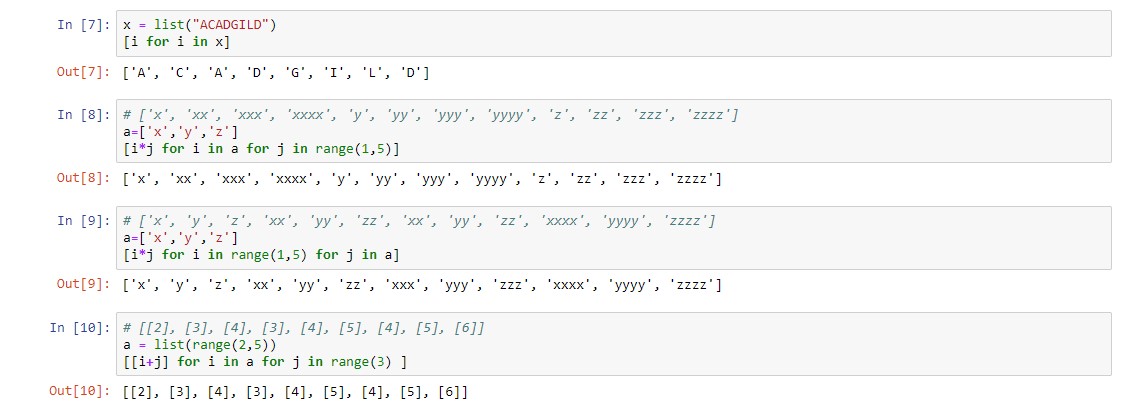 In [7]: x = list("ACADGILD")
[i for i in x]
Out[7]: ['A', 'C', 'A', 'D', 'G', 'I', 'L', 'D']
In [8]: # ['x', 'xx', 'xxx', 'xxxx', 'y', 'yy', 'yyy', 'yyyy', 'z', 'zz', 'zzz', 'zzzz']
a=['x','y','z']
[i*j for i in a for j in range(1,5)]
Out[8]: ['x', 'xx', 'xxx', 'xxxx', 'y', 'yy', 'yyy', 'yyyy', 'z', 'zz', 'zzz', 'zzzz']
In [9]: # ['x', 'y', 'z', 'xx', 'yy', 'zz', 'xx', 'yy', 'zz', 'xxxx', 'yyyy', 'zzzz']
a=['x','y','z']
[i*j for i in range(1,5) for j in a]
Out[9]: ['x', 'y', 'z', 'xx', 'yy', 'zz', 'xxx', 'yyy', 'zzz', 'xxxx', 'yyyy', 'zzzz']
In [10]: # [[2], [3], [4], [3], [4], [5], [4], [5], [6]]
a = list(range(2,5))
[[i+j] for i in a for j in range(3) ]
Out[10]: [[2], [3], [4], [3], [4], [5], [4], [5], [6]]